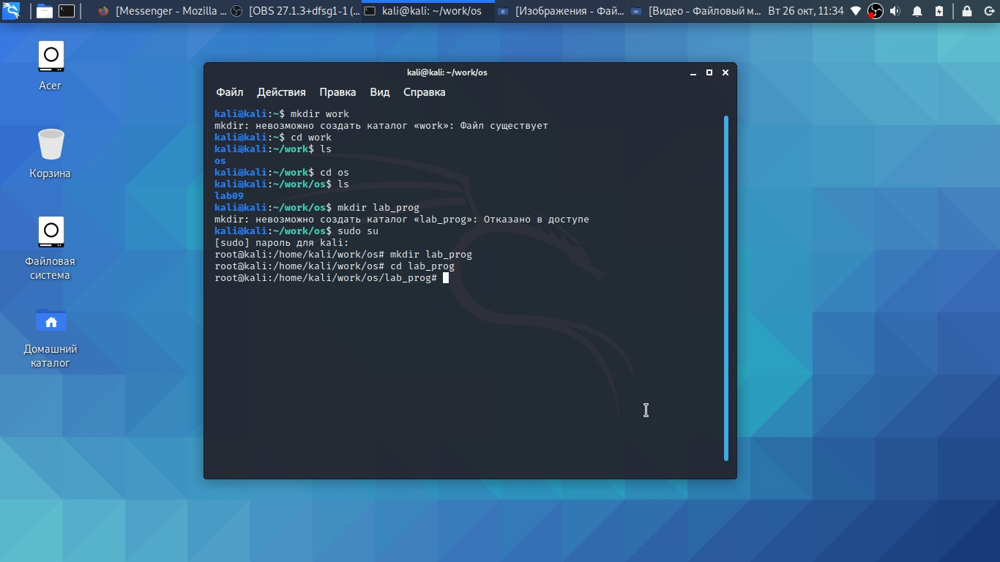 [Messenger - Mozilla ...
[OBS 27.1.3+dfsg1-1 (...
kali@kali: ~/work/os
[Изображения - Фай...
[Видео - Файловый м...
Вт 26 окт, 11:34
Acer
Корзина
Файловая
система
Домашний
каталог
kali@kali: ~/work/os
Файл Действия Правка Вид Справка
kali@kali:~$ mkdir work
mkdir: невозможно создать каталог «work»: Файл существует
kali@kali:~$ cd work
kali@kali:~/work$ ls
os
kali@kali:~/work$ cd os
kali@kali:~/work/os$ ls
lab09
kali@kali:~/work/os$ mkdir lab_prog
mkdir: невозможно создать каталог «lab_prog»: Отказано в доступе
kali@kali:~/work/os$ sudo su
[sudo] пароль для kali:
root@kali:/home/kali/work/os# mkdir lab_prog
root@kali:/home/kali/work/os# cd lab_prog
root@kali:/home/kali/work/os/lab_prog#